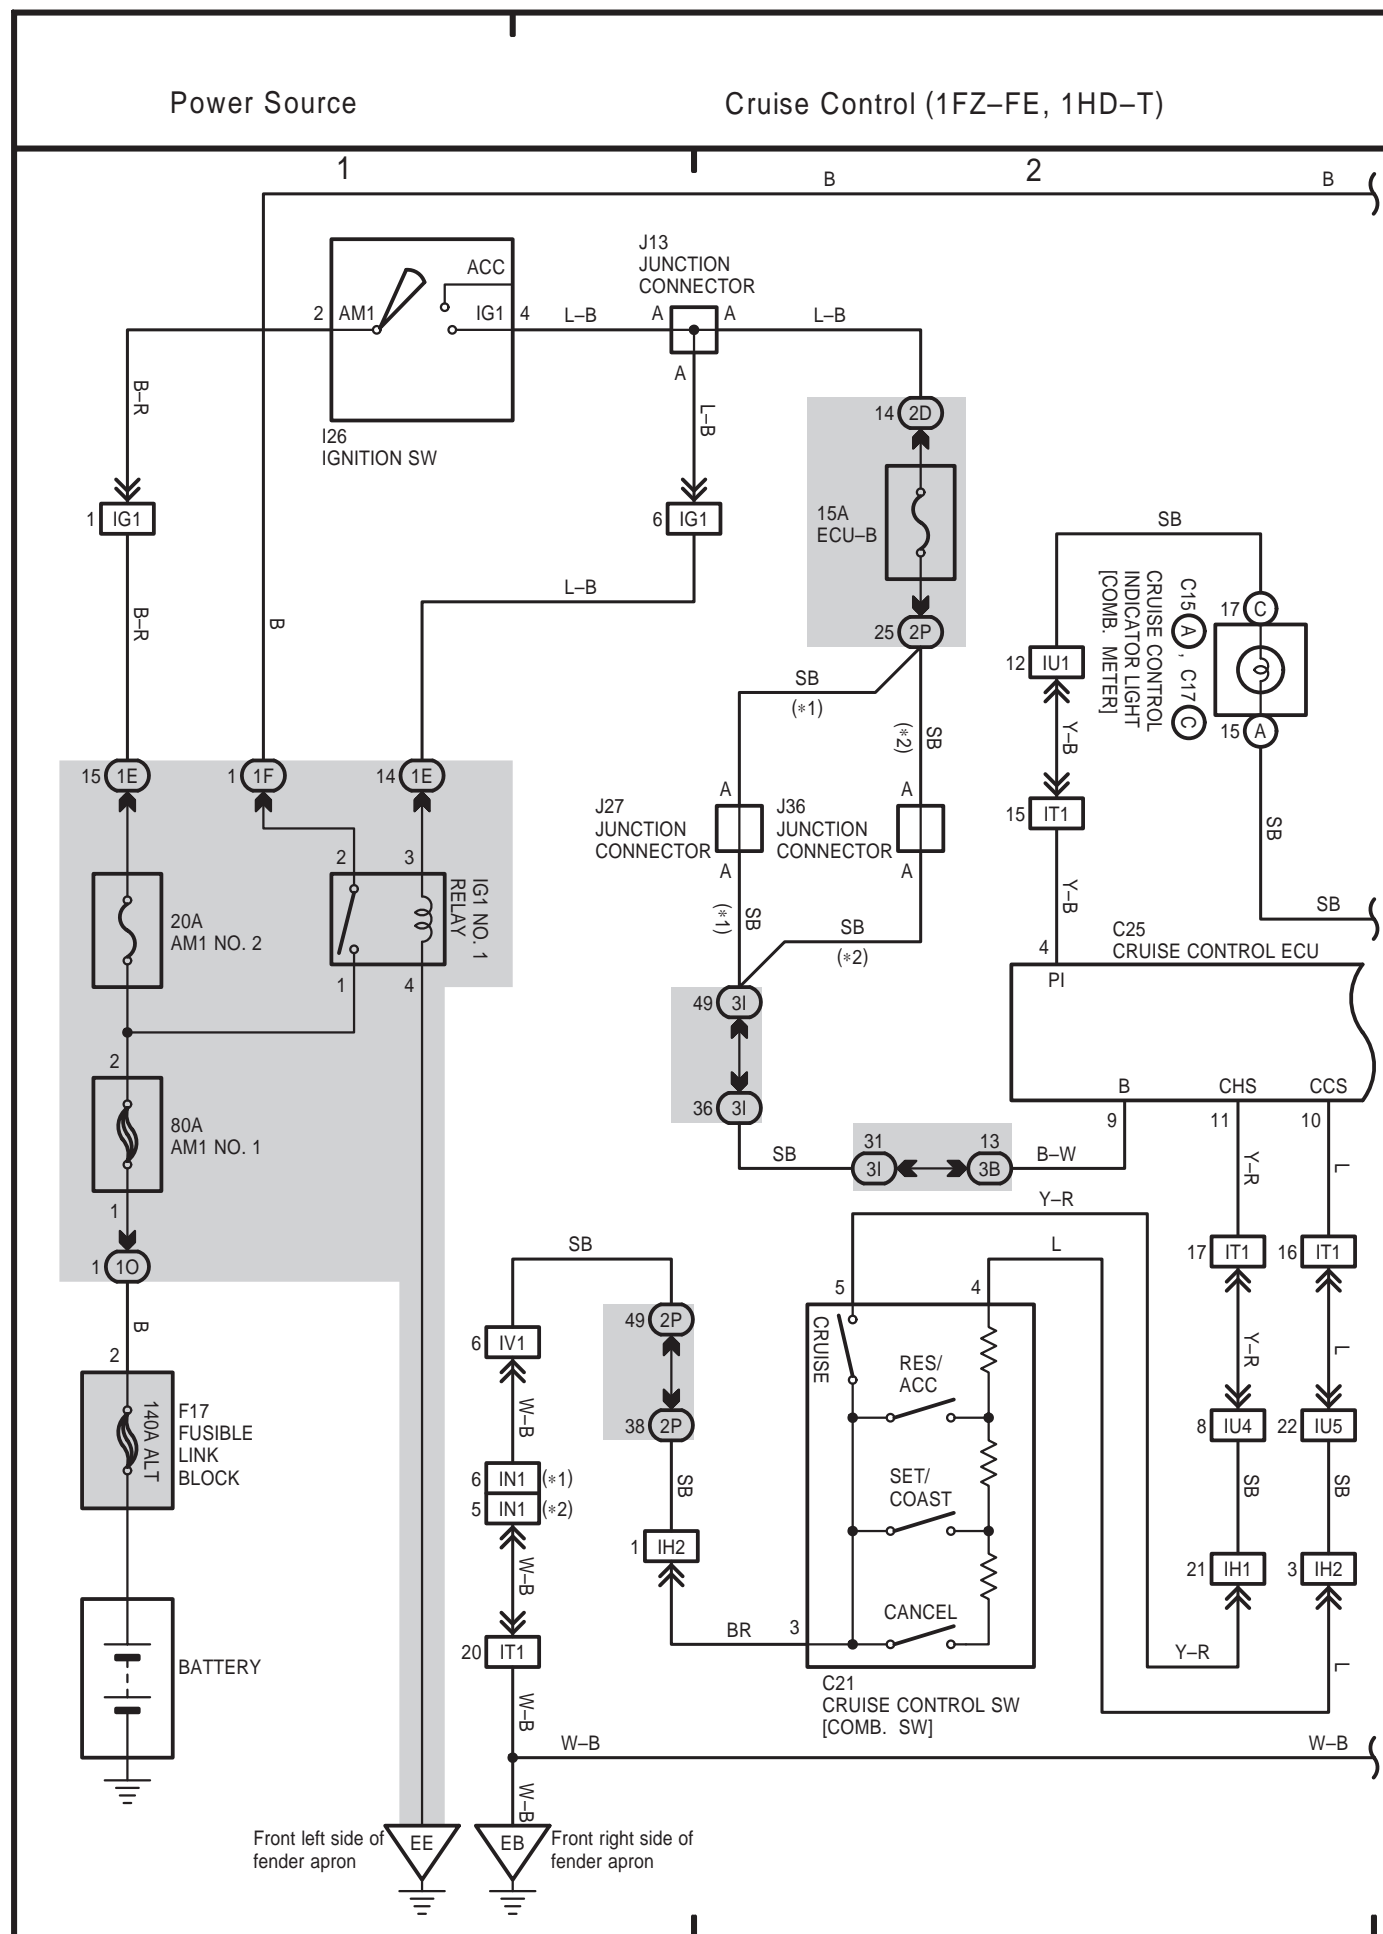 Power Source
Cruise Control (1FZ–FE, 1HD–T)
1
2
B
B
J13
JUNCTION
CONNECTOR
ACC
2
AM1
IG1
4
L–B
A
A
L–B
A
B–R
L–B
I26
IGNITION SW
14
2D
1
IG1
6
IG1
15A
ECU–B
SB
L–B
B–R
B
25
2P
CRUISE CONTROL
INDICATOR LIGHT
[COMB. METER]
C15 A , C17 C
17
C
12
IU1
SB
(*1)
SB
(*2)
Y–B
15
A
15
1E
1
1F
14
1E
J27
JUNCTION
CONNECTOR
A
A
J36
JUNCTION
CONNECTOR
A
A
15
IT1
SB
2
3
IG1 NO. 1
RELAY
20A
AM1 NO. 2
1
4
SB
(*1)
SB
(*2)
Y–B
SB
C25
CRUISE CONTROL ECU
4
PI
49
3I
2
80A
AM1 NO. 1
36
3I
B
CHS
CCS
9
11
10
31
13
SB
3I
3B
B–W
Y–R
L
1
Y–R
1
1O
SB
L
17
IT1
16
IT1
5
4
B
49
2P
6
IV1
CRUISE
Y–R
L
2
RES/
ACC
140A ALT
F17
FUSIBLE
LINK
BLOCK
W–B
38
2P
8
IU4
22
IU5
6
IN1
(*1)
5
IN1
(*2)
SB
SET/
COAST
SB
SB
1
IH2
W–B
21
IH1
3
IH2
CANCEL
BR
3
20
IT1
Y–R
L
BATTERY
C21
CRUISE CONTROL SW
[COMB. SW]
W–B
W–B
W–B
W–B
Front left side of
fender apron
EE
EB
Front right side of
fender apron